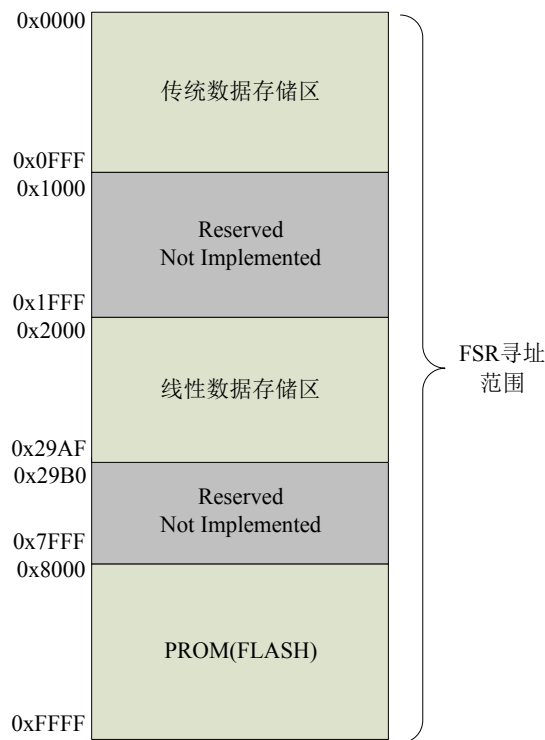 0x0000
传统数据存储区
0x0FFF
0x1000
Reserved
Not Implemented
0x1FFF
0x2000
FSR寻址
范围
线性数据存储区
0x29AF
0x29B0
Reserved
Not Implemented
0x7FFF
0x8000
PROM(FLASH)
0xFFFF